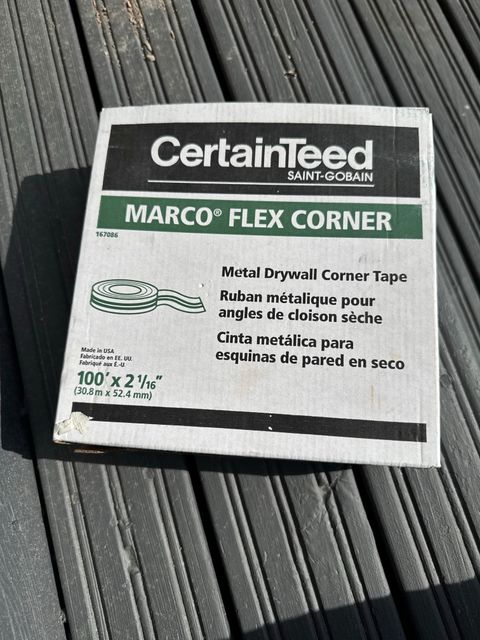 CertainTeed
SAINT-GOBAIN
MARCO® FLEX CORNER
167086
Metal Drywall Corner Tape
Ruban métalique pour
angles de cloison sèche
Cinta metálica para
esquinas de pared en seco
Made in USA
Fabricado en EE. UU.
Fabriqué aux É.-U.
100' x 2 1/16"
(30.8 m x 52.4 mm)